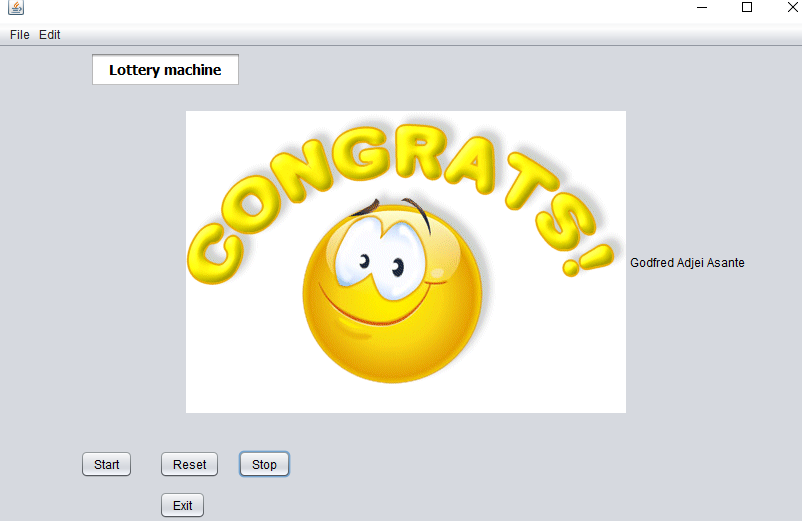 File Edit
Lottery machine
CONGRATS!
Godfred Adjei Asante
Start Reset Stop
Exit